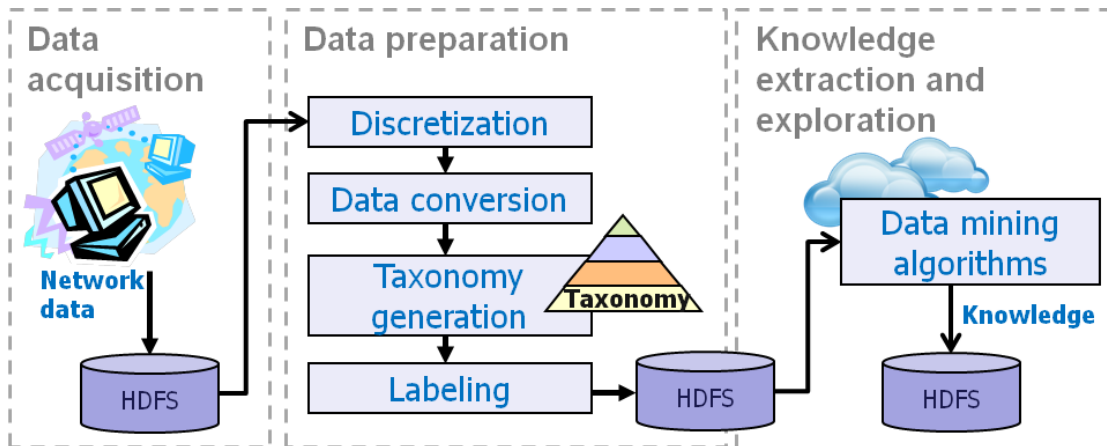 Data
acquisition
Network
data
HDFS
Data preparation
Discretization
Data conversion
Taxonomy
generation
Taxonomy
Labeling
HDFS
Knowledge
extraction and
exploration
Data mining
algorithms
Knowledge
HDFS